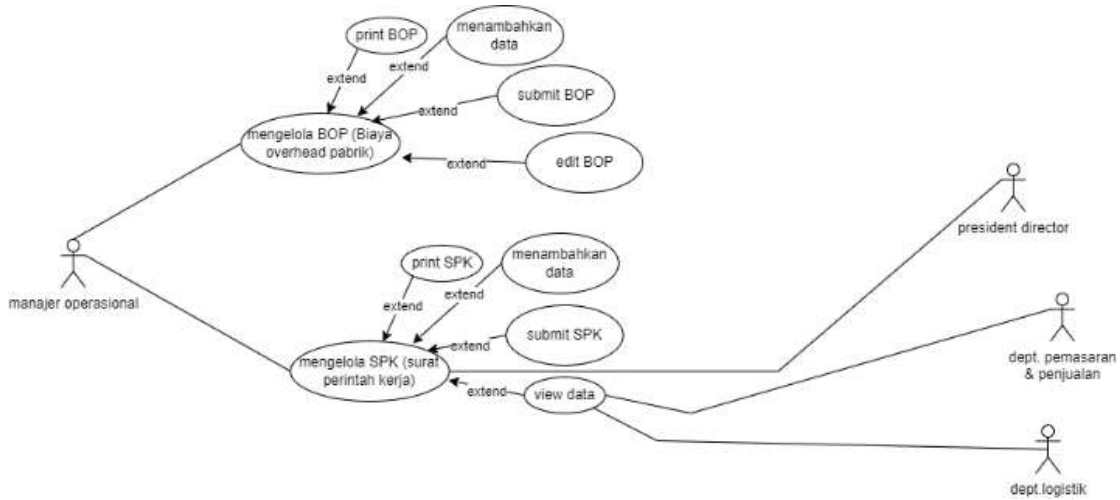 print BOP
menambahkan
data
extend
extend
submit BOP
extend
mengelola BOP (Biaya
overhead pabrik)
extend
edit BOP
president director
manajer operasional
print SPK
menambahkan
data
extend
extend
submit SPK
extend
mengelola SPK (surat
perintah kerja)
extend
view data
dept. pemasaran
& penjualan
dept.logistik